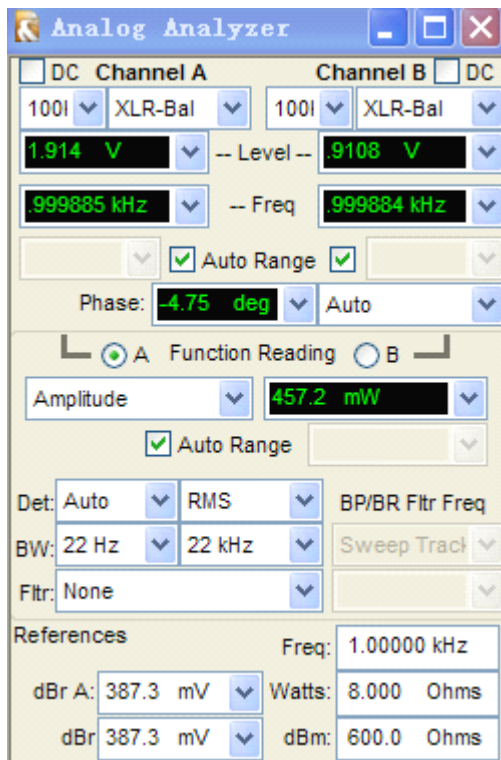 Analog Analyzer
DC Channel A Channel B DC
XLR-Bal XLR-Bal
1.914 V -- Level -- .9108 V
.999885 kHz -- Freq .999884 kHz
Auto Range
Phase: -4.75 deg Auto
A Function Reading B
Amplitude 457.2 mW
Auto Range
Det: Auto RMS BP/BR Fltr Freq
BW: 22 Hz 22 kHz Sweep Track
Fltr: None
References Freq: 1.00000 kHz
dBr A: 387.3 mV Watts: 8.000 Ohms
dBr 387.3 mV dBm: 600.0 Ohms